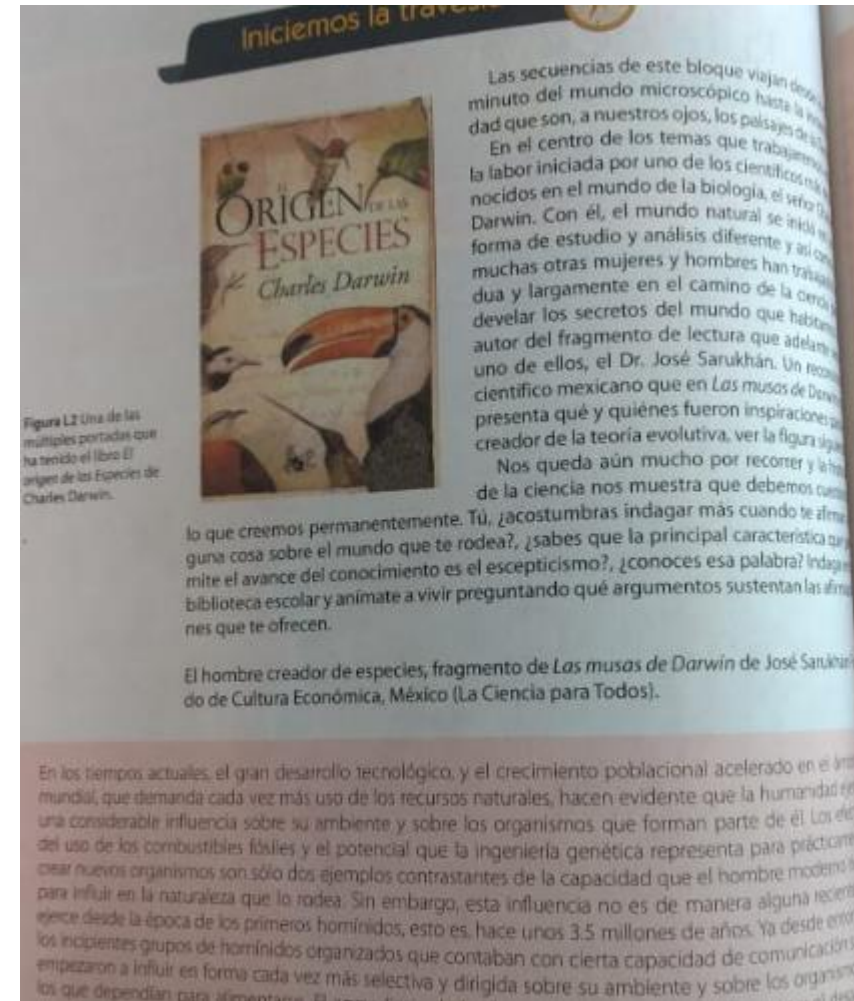 Iniciemos la
Las secuencias de este bloque viajan desde
minuto del mundo microscópico hasta la
dad que son, a nuestros ojos, los paisajes de
En el centro de los temas que trabajaremos
la labor iniciada por uno de los científicos
nocidos en el mundo de la biología, el señor
Darwin. Con él, el mundo natural se inició
forma de estudio y análisis diferente y así
muchas otras mujeres y hombres han
dua y largamente en el camino de la ciencia
develar los secretos del mundo que
autor del fragmento de lectura que
uno de ellos, el Dr. José Sarukhán. Un
científico mexicano que en Las musas de
presenta qué y quiénes fueron inspiraciones
creador de la teoría evolutiva, ver la figura
Nos queda aún mucho por recorrer y la
de la ciencia nos muestra que debemos
lo que creemos permanentemente. Tú, ¿acostumbras indagar más cuando te
guna cosa sobre el mundo que te rodea?, ¿sabes que la principal característica
mite el avance del conocimiento es el escepticismo?, ¿conoces esa palabra?
biblioteca escolar y anímate a vivir preguntando qué argumentos sustentan las
nes que te ofrecen.
EL
ORIGEN DE LAS
ESPECIES
Charles Darwin
Figura L2 Una de las
múltiples portadas que
ha tenido el libro El
origen de las Especies de
Charles Darwin.
El hombre creador de especies, fragmento de Las musas de Darwin de José
do de Cultura Económica, México (La Ciencia para Todos).
En los tiempos actuales, el gran desarrollo tecnológico, y el crecimiento poblacional acelerado en el
mundial, que demanda cada vez más uso de los recursos naturales, hacen evidente que la humanidad
una considerable influencia sobre su ambiente y sobre los organismos que forman parte de él. Los
del uso de los combustibles fósiles y el potencial que la ingeniería genética representa para
crear nuevos organismos son sólo dos ejemplos contrastantes de la capacidad que el hombre moderno
para influir en la naturaleza que lo rodea. Sin embargo, esta influencia no es de manera alguna
ejerce desde la época de los primeros homínidos, esto es, hace unos 3.5 millones de años. Ya desde
los incipientes grupos de homínidos organizados que contaban con cierta capacidad de comunicación
empezaron a influir en forma cada vez más selectiva y dirigida sobre su ambiente y sobre los
los que dependían para